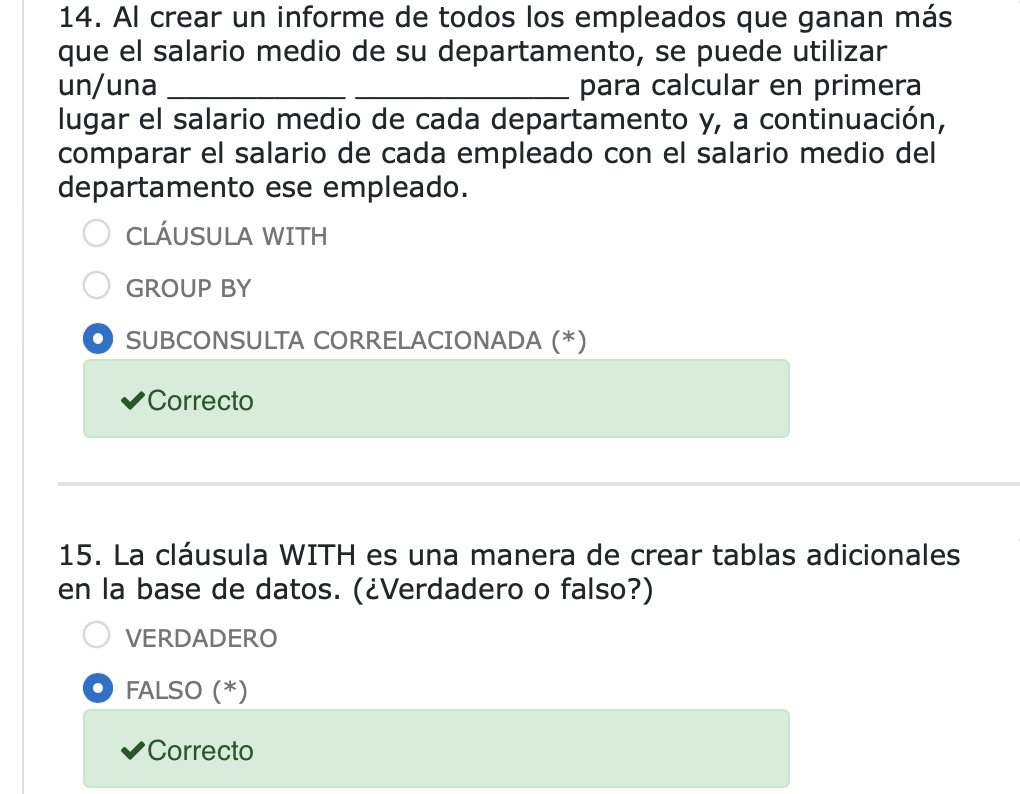 14. Al crear un informe de todos los empleados que ganan más
que el salario medio de su departamento, se puede utilizar
un/una ___________ _____________ para calcular en primera
lugar el salario medio de cada departamento y, a continuación,
comparar el salario de cada empleado con el salario medio del
departamento ese empleado.
CLÁUSULA WITH
GROUP BY
SUBCONSULTA CORRELACIONADA (*)
Correcto
15. La cláusula WITH es una manera de crear tablas adicionales
en la base de datos. (¿Verdadero o falso?)
VERDADERO
FALSO (*)
Correcto